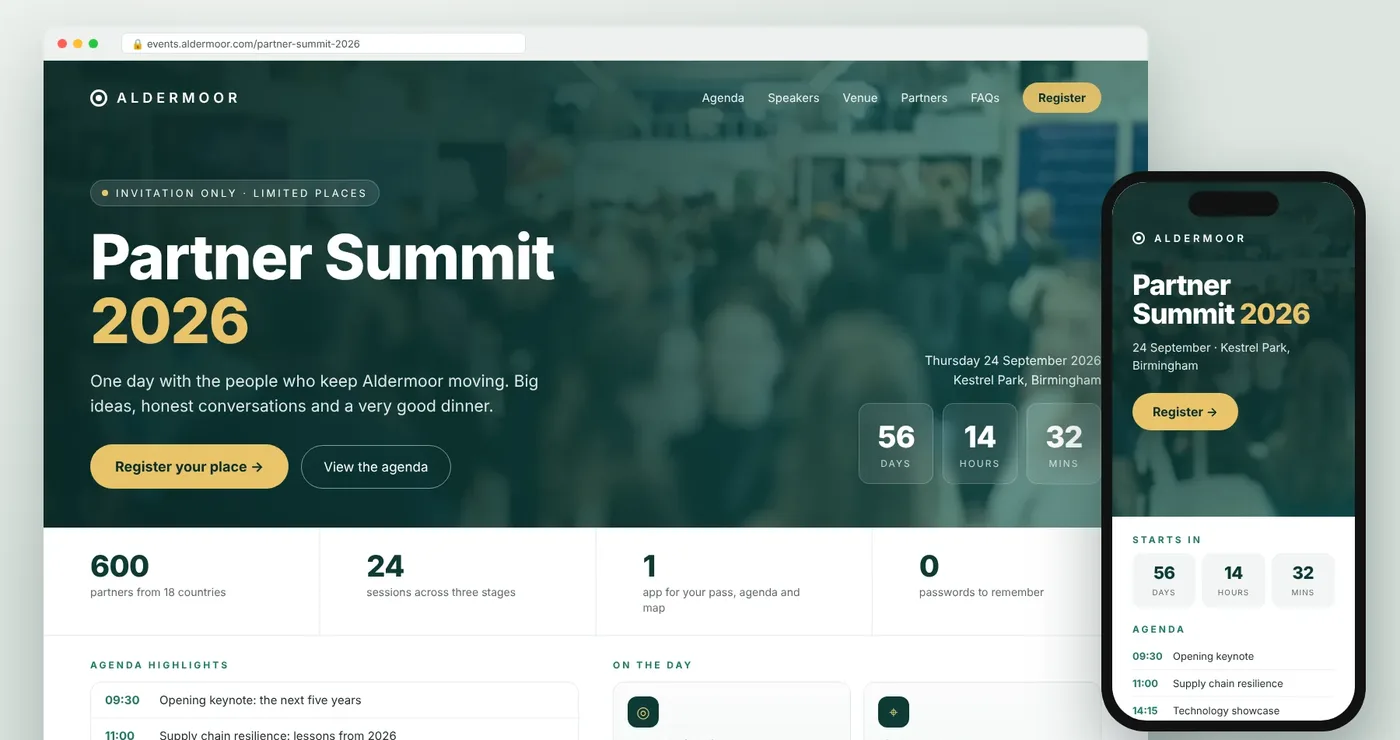 events.aldermoor.com/partner-summit-2026
ALDERMOOR
Agenda Speakers Venue Partners FAQs Register
INVITATION ONLY · LIMITED PLACES
Partner Summit
2026
One day with the people who keep Aldermoor moving. Big
ideas, honest conversations and a very good dinner.
Register your place →
View the agenda
Thursday 24 September 2026
Kestrel Park, Birmingham
56 14 32
DAYS HOURS MINS
600
partners from 18 countries
24
sessions across three stages
1
app for your pass, agenda and
map
0
passwords to remember
AGENDA HIGHLIGHTS
09:30 Opening keynote: the next five years
11:00 Supply chain resilience: lessons from 2026
ON THE DAY
ALDERMOOR
Partner
Summit 2026
24 September · Kestrel Park,
Birmingham
Register →
STARTS IN
56 14 32
DAYS HOURS MINS
AGENDA
09:30 Opening keynote
11:00 Supply chain resilience
14:15 Technology showcase